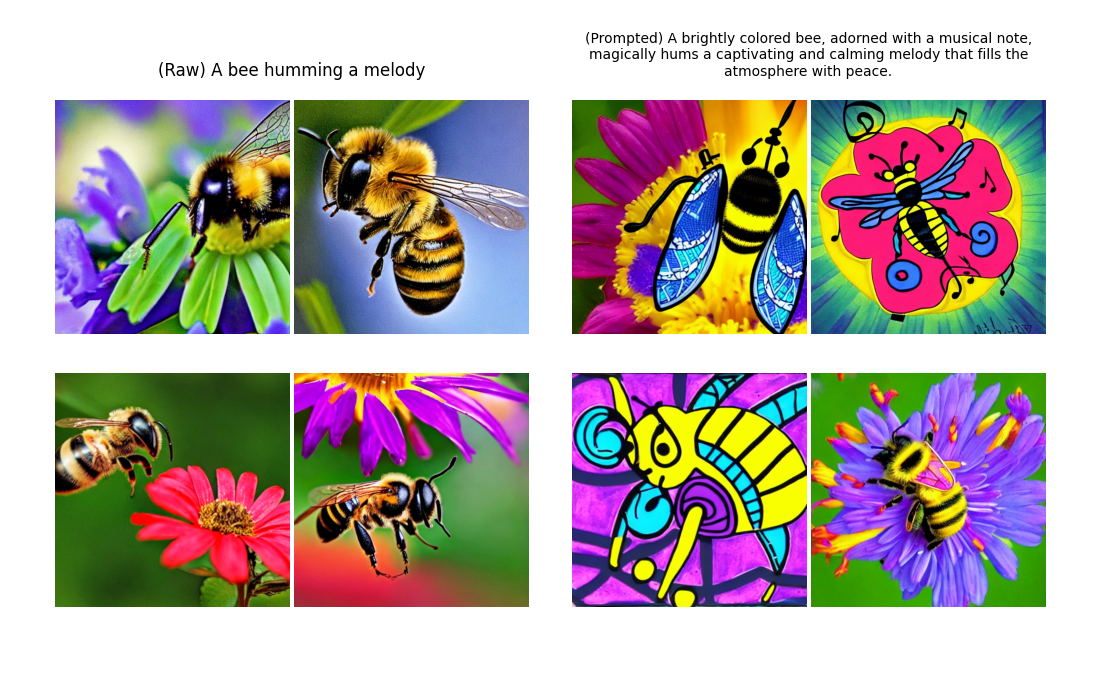 (Raw) A bee humming a melody
(Prompted) A brightly colored bee, adorned with a musical note,
magically hums a captivating and calming melody that fills the
atmosphere with peace.